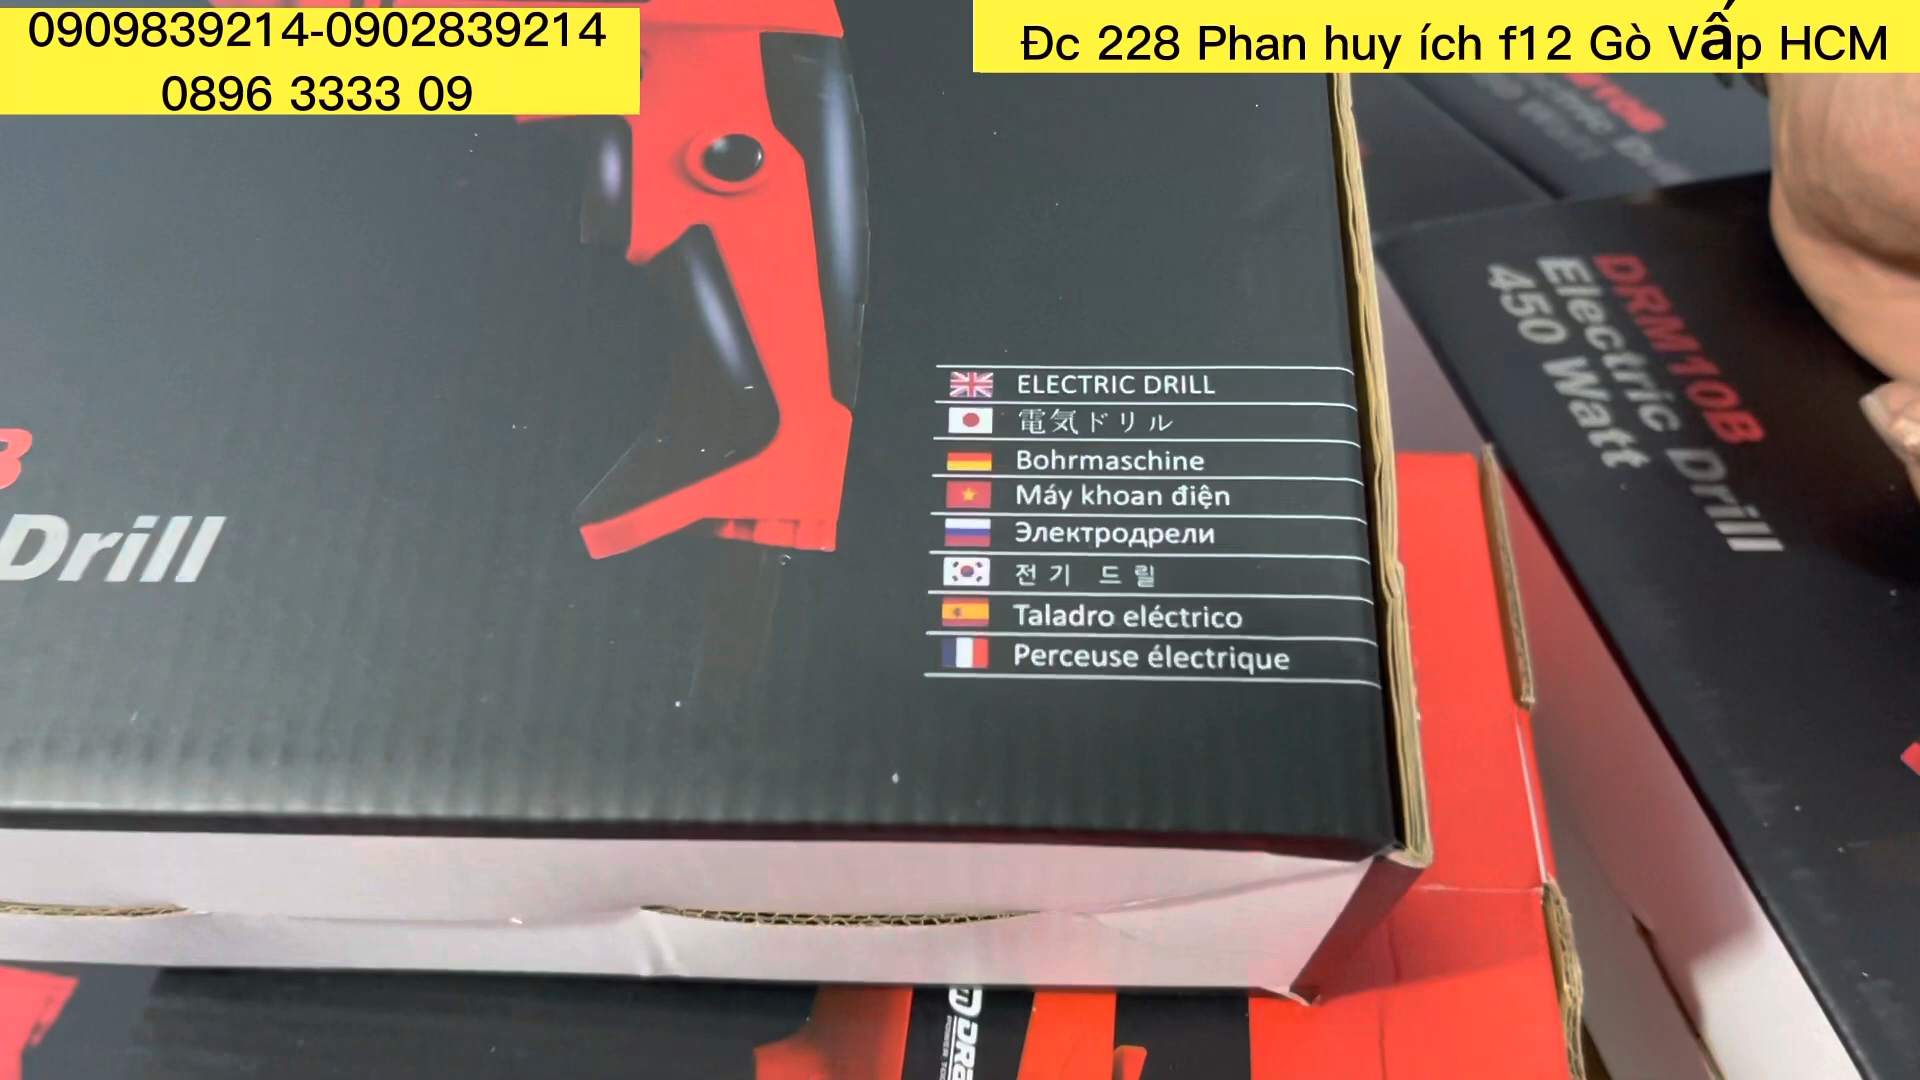 0909839214-0902839214
0896 3333 09
Đc 228 Phan huy ích f12 Gò Vấp HCM
DRM10B
Electric Drill
450 Watt
B
Drill
ELECTRIC DRILL
電気ドリル
Bohrmaschine
Máy khoan điện
Электродрели
전기 드릴
Taladro eléctrico
Perceuse électrique